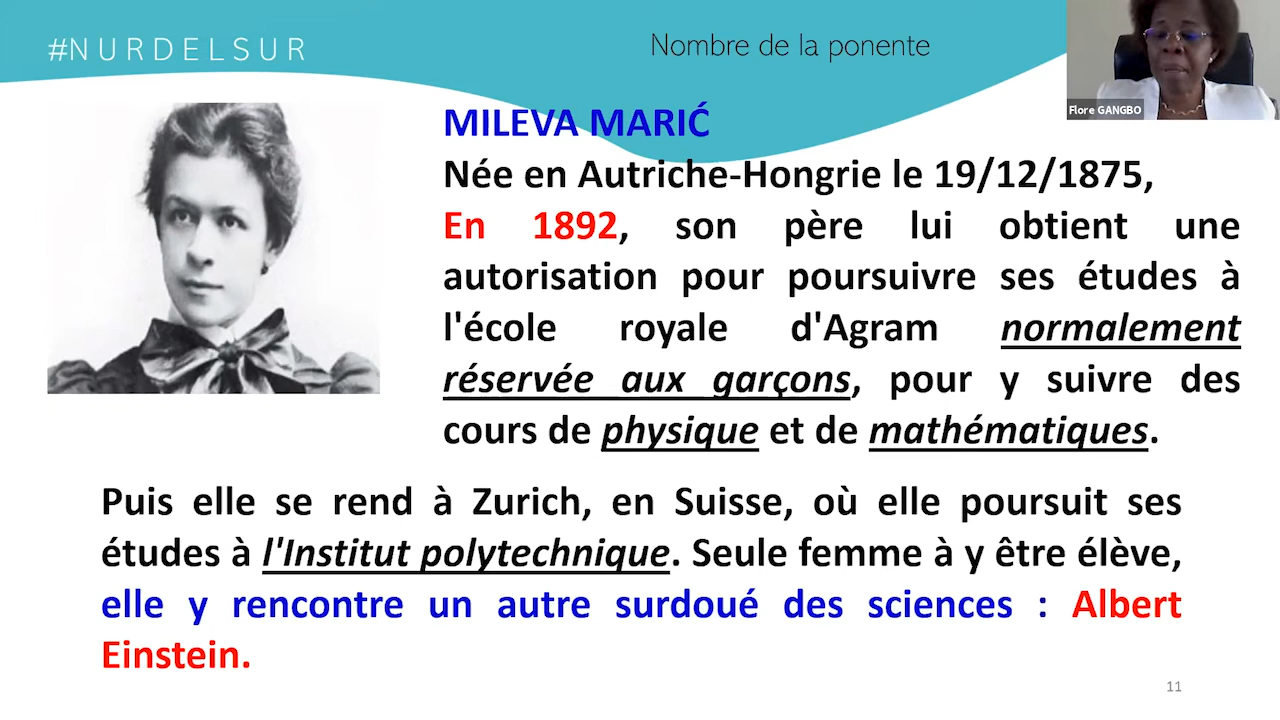 #NURDELSUR
Nombre de la ponente
Flore GANGBO
MILEVA MARIĆ
Née en Autriche-Hongrie le 19/12/1875,
En 1892, son père lui obtient une
autorisation pour poursuivre ses études à
l'école royale d'Agram normalement
réservée aux garçons, pour y suivre des
cours de physique et de mathématiques.
Puis elle se rend à Zurich, en Suisse, où elle poursuit ses
études à l'Institut polytechnique. Seule femme à y être élève,
elle y rencontre un autre surdoué des sciences : Albert
Einstein.
11